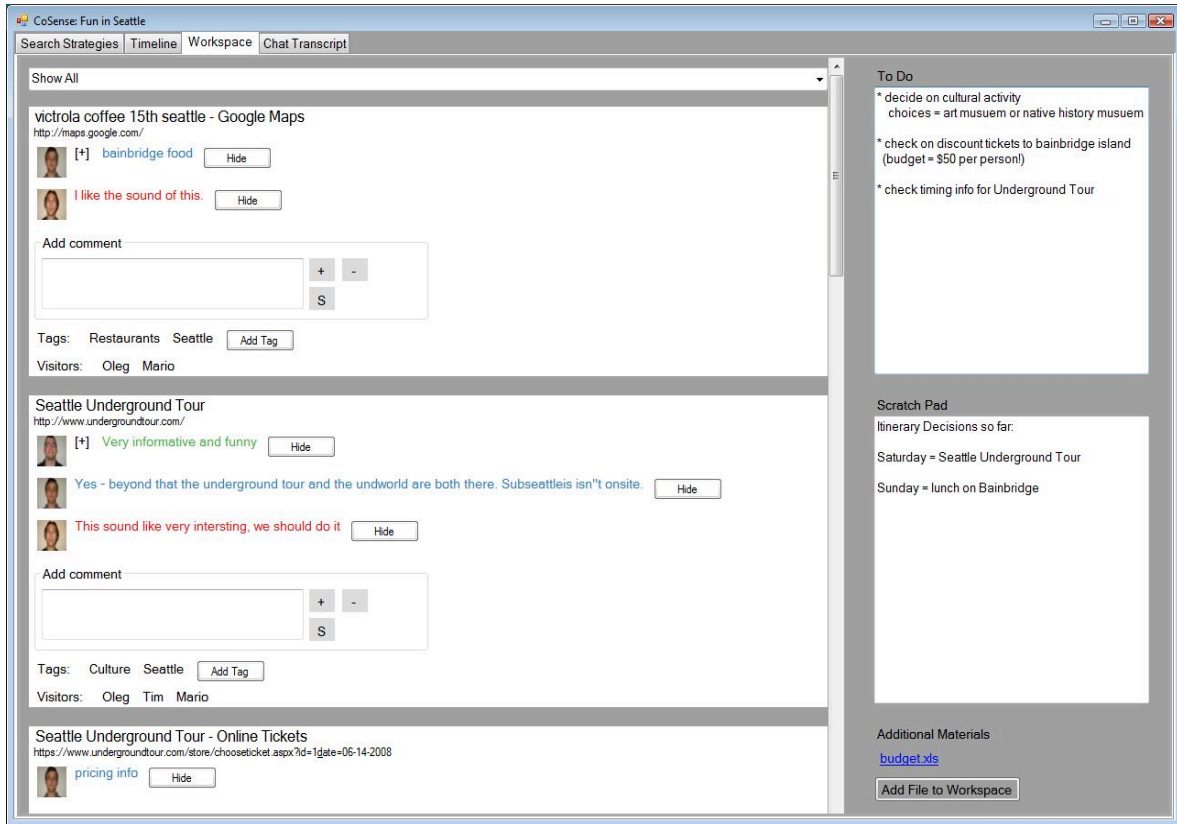 CoSense: Fun in Seattle
Search Strategies Timeline Workspace Chat Transcript
Show All
victrola coffee 15th seattle - Google Maps
http://maps.google.com/
[+] bainbridge food Hide
I like the sound of this. Hide
Add comment
+ -
S
Tags: Restaurants Seattle Add Tag
Visitors: Oleg Mario
Seattle Underground Tour
http://www.undergroundtour.com/
[+] Very informative and funny Hide
Yes - beyond that the underground tour and the undworld are both there. Subseattleis isn"t onsite. Hide
This sound like very intersting, we should do it Hide
Add comment
+ -
S
Tags: Culture Seattle Add Tag
Visitors: Oleg Tim Mario
Seattle Underground Tour - Online Tickets
https://www.undergroundtour.com/store/chooseticket.aspx?id=1date=06-14-2008
pricing info Hide
To Do
* decide on cultural activity
choices = art musuem or native history musuem
* check on discount tickets to bainbridge island
(budget = $50 per person!)
* check timing info for Underground Tour
Scratch Pad
Itinerary Decisions so far:
Saturday = Seattle Underground Tour
Sunday = lunch on Bainbridge
Additional Materials
budget.xls
Add File to Workspace